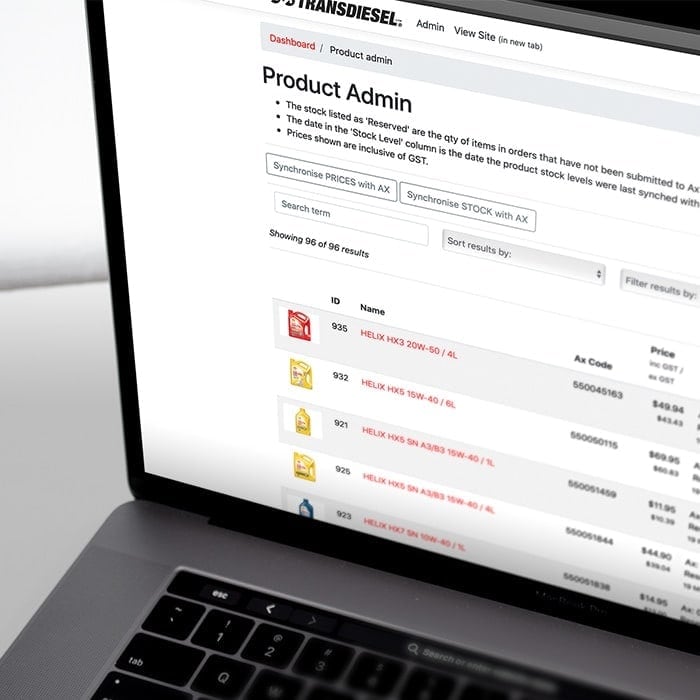 TRANSDIESEL
Admin View Site (in new tab)
Dashboard / Product admin
Product Admin
The stock listed as 'Reserved' are the qty of items in orders that have not been submitted to Ax
The date in the 'Stock Level' column is the date the product stock levels were last synched with
Prices shown are inclusive of GST.
Synchronise PRICES with AX Synchronise STOCK with AX
Search term Sort results by: Filter results by:
Showing 96 of 96 results
ID Name Ax Code Price
inc GST /
ex GST
935 HELIX HX3 20W-50 / 4L 550045163 $49.94
$43.43
932 HELIX HX5 15W-40 / 6L 550050115 $69.95
$60.83
921 HELIX HX5 SN A3/B3 15W-40 / 1L 550051459 $11.95
$10.39
925 HELIX HX5 SN A3/B3 15W-40 / 4L 550051844 $44.90
$39.04
923 HELIX HX7 SN 10W-40 / 1L 550051838 $14.95
MacBook Pro
esc
Search or enter
~ ! 1 @ 2 # 3
tab Q W